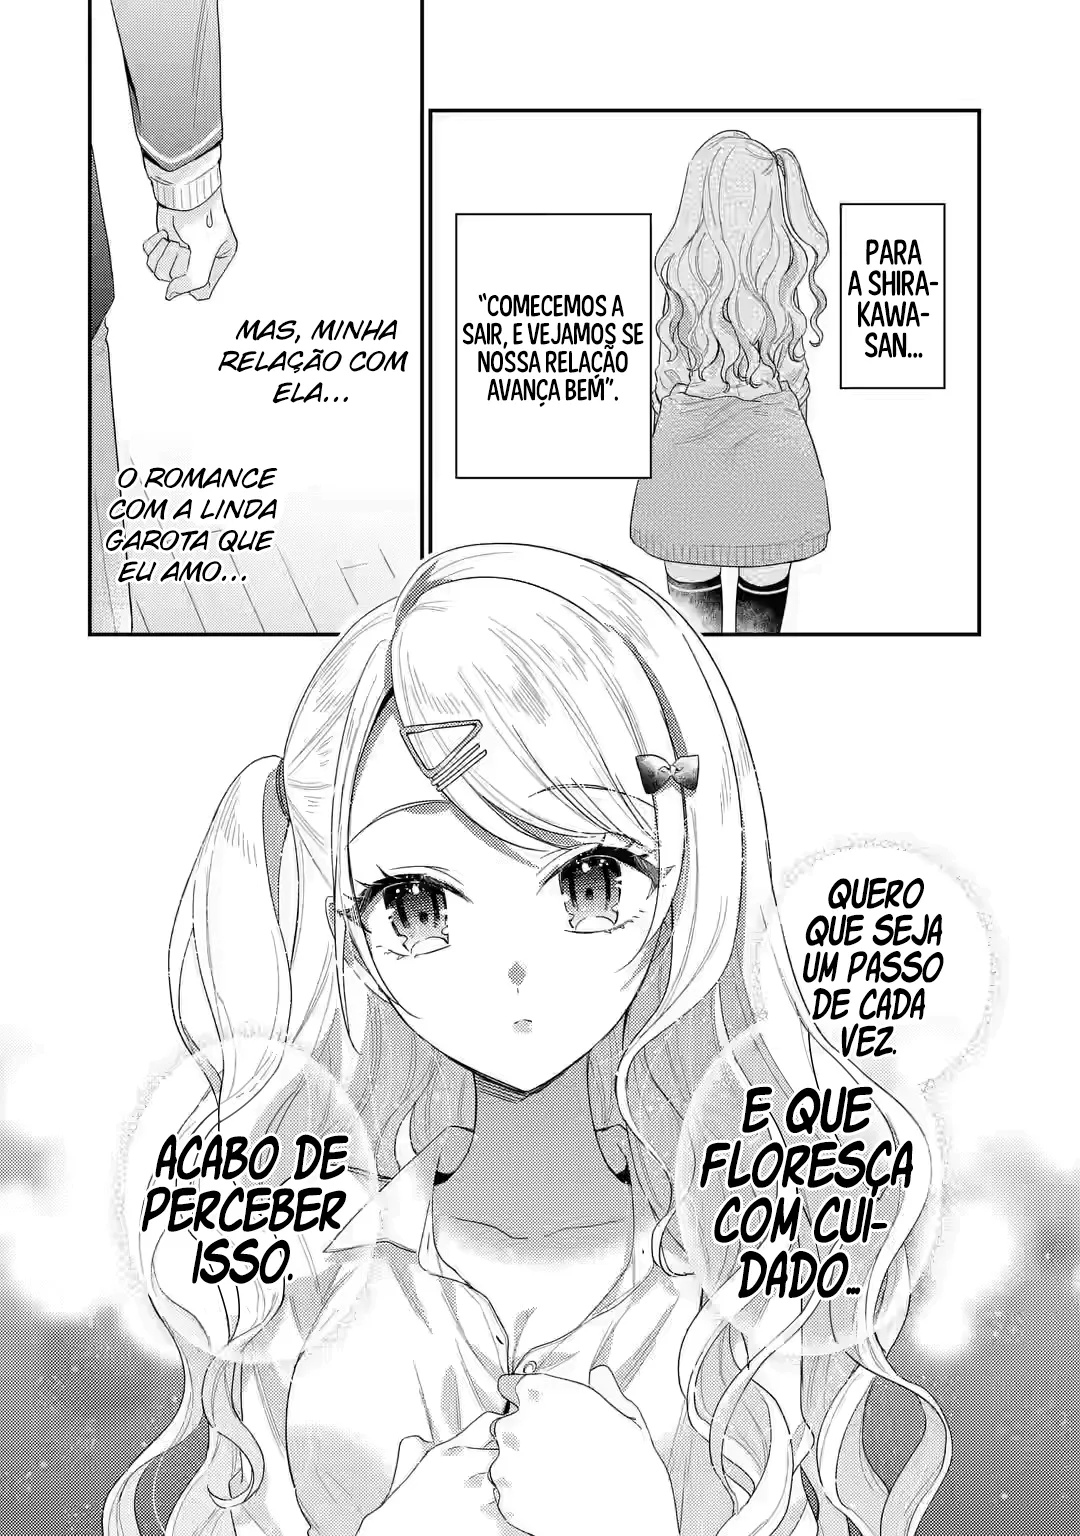 PARA
A SHIRA-
KAWA-
SAN...
"COMECEMOS A
SAIR, E VEJAMOS SE
NOSSA RELAÇÃO
AVANÇA BEM".
MAS, MINHA
RELAÇÃO COM
ELA...
O ROMANCE
COM A LINDA
GAROTA QUE
EU AMO...
QUERO
QUE SEJA
UM PASSO
DE CADA
VEZ.
E QUE
FLORESÇA
COM CUI-
DADO...
ACABO DE
PERCEBER
ISSO.